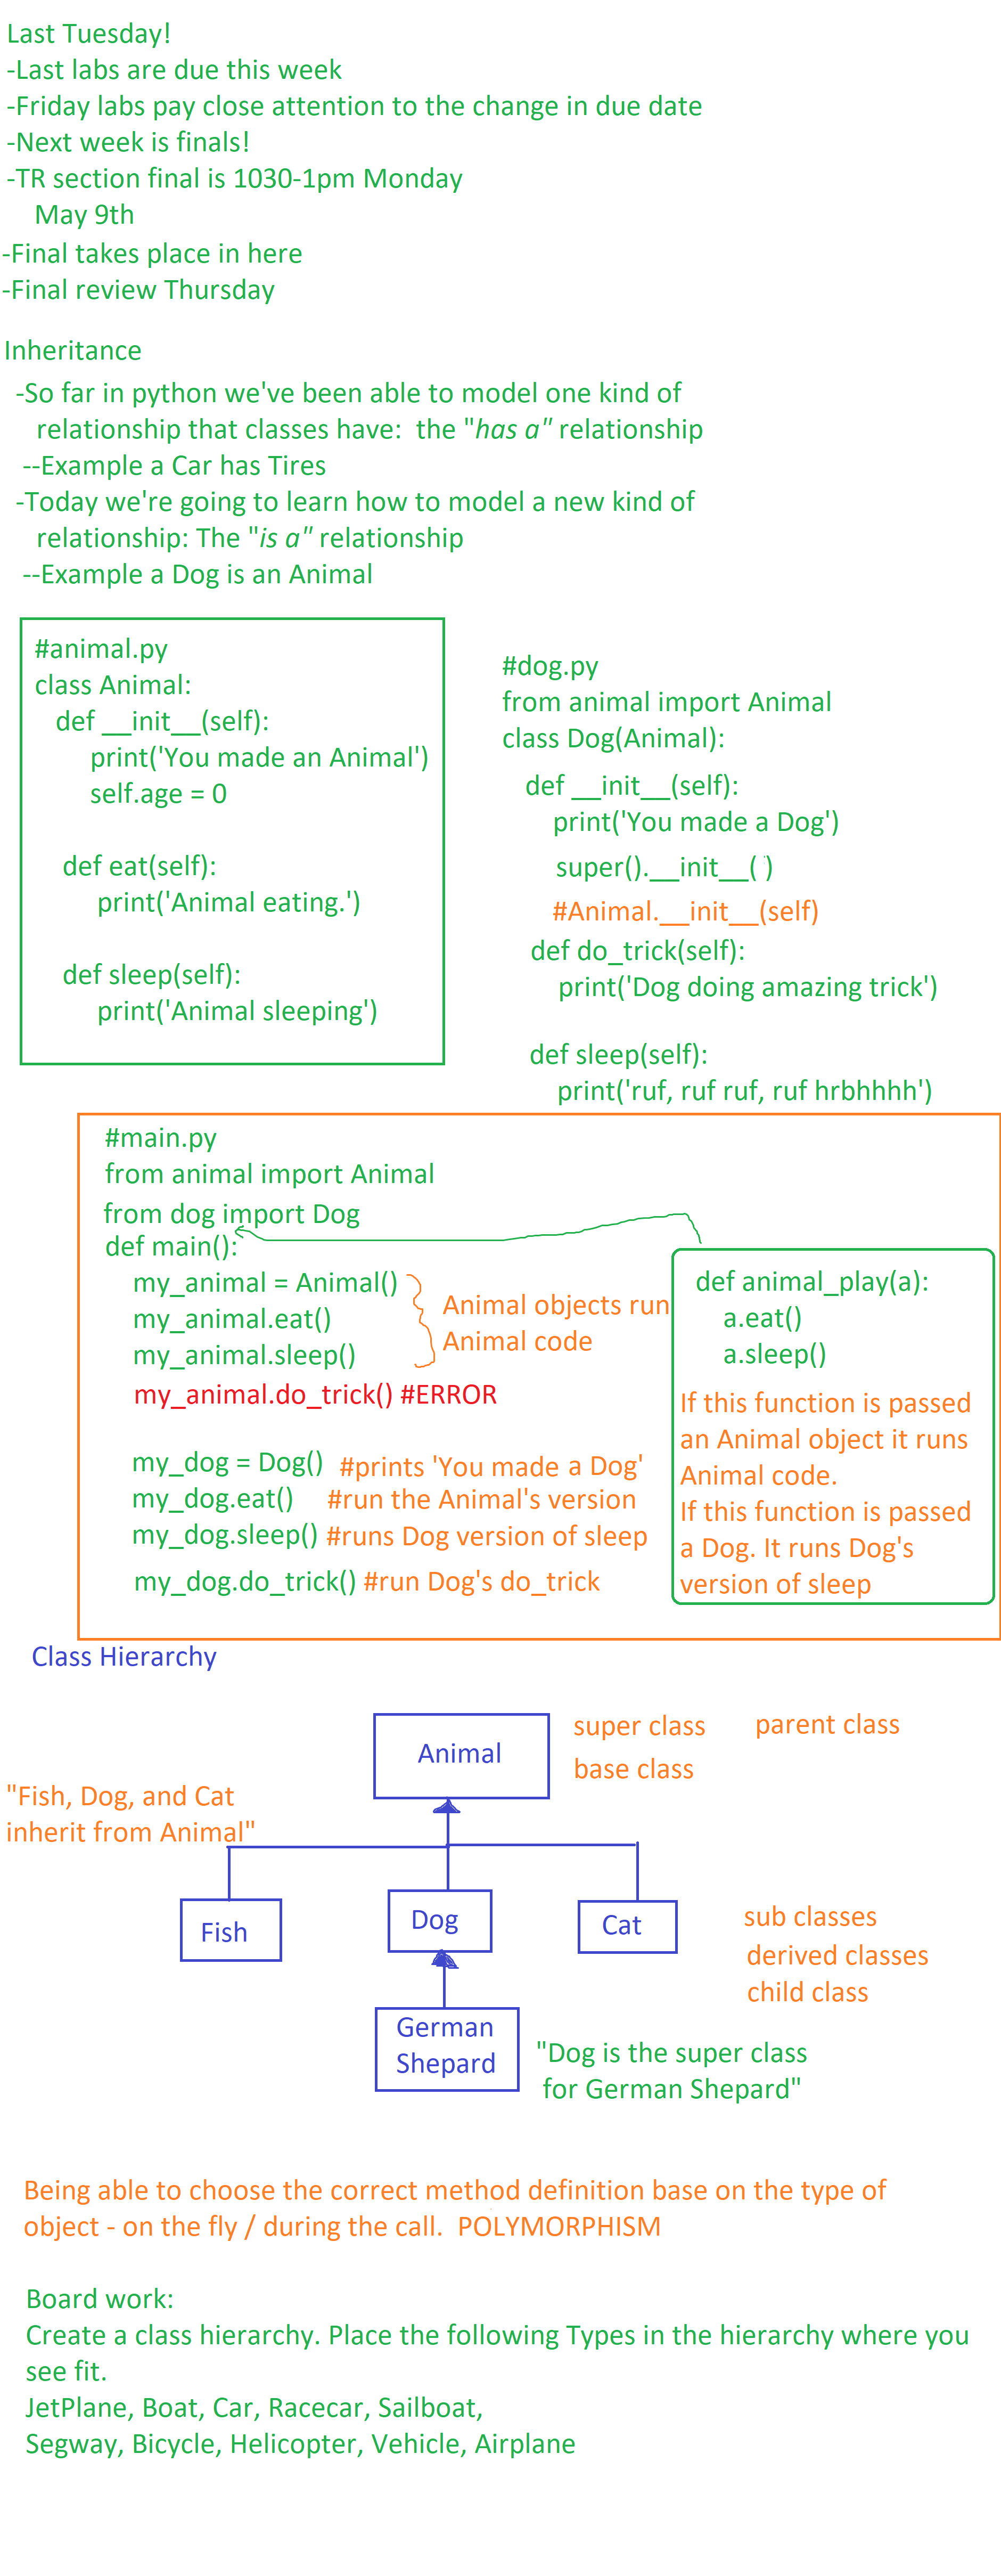 Last Tuesday!
-Last labs are due this week
-Friday labs pay close attention to the change in due date
-Next week is finals!
-TR section final is 1030-1pm Monday
May 9th
-Final takes place in here
-Final review Thursday
Inheritance
-So far in python we've been able to model one kind of
relationship that classes have:  the "has a" relationship
--Example a Car has Tires
-Today we're going to learn how to model a new kind of
relationship: The "is a" relationship
--Example a Dog is an Animal
#animal.py
class Animal:
def __init__(self):
print('You made an Animal')
self.age = 0
def eat(self):
print('Animal eating.')
def sleep(self):
print('Animal sleeping')
#dog.py
from animal import Animal
class Dog(Animal):
def __init__(self):
print('You made a Dog')
super().__init__( )
#Animal.__init__(self)
def do_trick(self):
print('Dog doing amazing trick')
def sleep(self):
print('ruf, ruf ruf, ruf hrbhhhh')
#main.py
from animal import Animal
from dog import Dog
def main():
my_animal = Animal()
my_animal.eat()
my_animal.sleep()
Animal objects run
Animal code
my_animal.do_trick() #ERROR
my_dog = Dog() #prints 'You made a Dog'
my_dog.eat() #run the Animal's version
my_dog.sleep() #runs Dog version of sleep
my_dog.do_trick() #run Dog's do_trick
def animal_play(a):
a.eat()
a.sleep()
If this function is passed
an Animal object it runs
Animal code.
If this function is passed
a Dog. It runs Dog's
version of sleep
Class Hierarchy
Animal
super class
parent class
base class
"Fish, Dog, and Cat
inherit from Animal"
Fish
Dog
Cat
sub classes
derived classes
child class
German
Shepard
"Dog is the super class
for German Shepard"
Being able to choose the correct method definition base on the type of
object - on the fly / during the call.  POLYMORPHISM
Board work:
Create a class hierarchy. Place the following Types in the hierarchy where you
see fit.
JetPlane, Boat, Car, Racecar, Sailboat,
Segway, Bicycle, Helicopter, Vehicle, Airplane